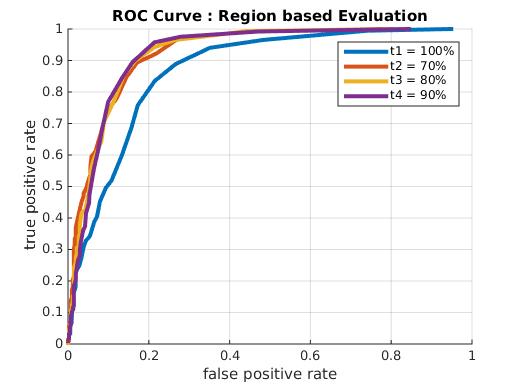 ROC Curve : Region based Evaluation
1
0.9
0.8
0.7
0.6
0.5
0.4
0.3
0.2
0.1
0
true positive rate
t1 = 100%
t2 = 70%
t3 = 80%
t4 = 90%
0
0.2
0.4
0.6
0.8
1
false positive rate